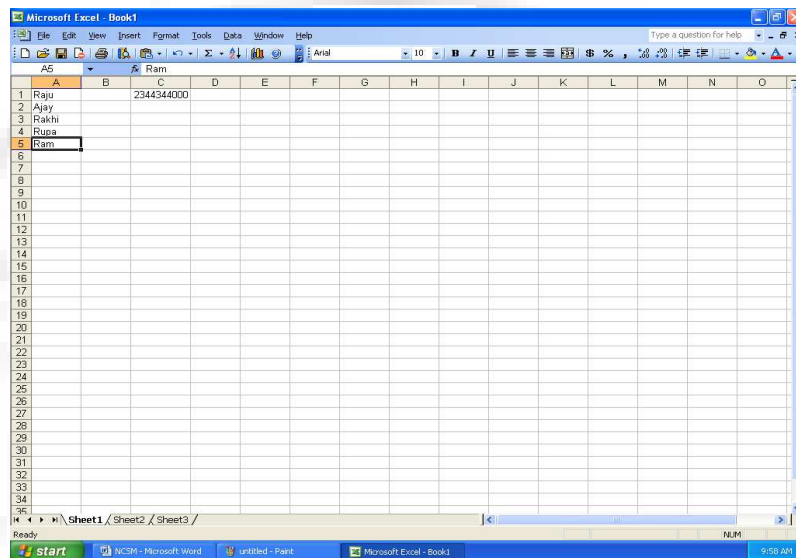 Microsoft Excel - Book1
File Edit View Insert Format Tools Data Window Help Type a question for help
Arial 10 B I U $ % ,
A5 fx Ram
A B C D E F G H I J K L M N O
1 Raju 2344344000
2 Ajay
3 Rakhi
4 Rupa
5 Ram
6
7
8
9
10
11
12
13
14
15
16
17
18
19
20
21
22
23
24
25
26
27
28
29
30
31
32
33
34
35
Sheet1 / Sheet2 / Sheet3 /
Ready NUM
start NCSM - Microsoft Word untitled - Paint Microsoft Excel - Book1 9:58 AM